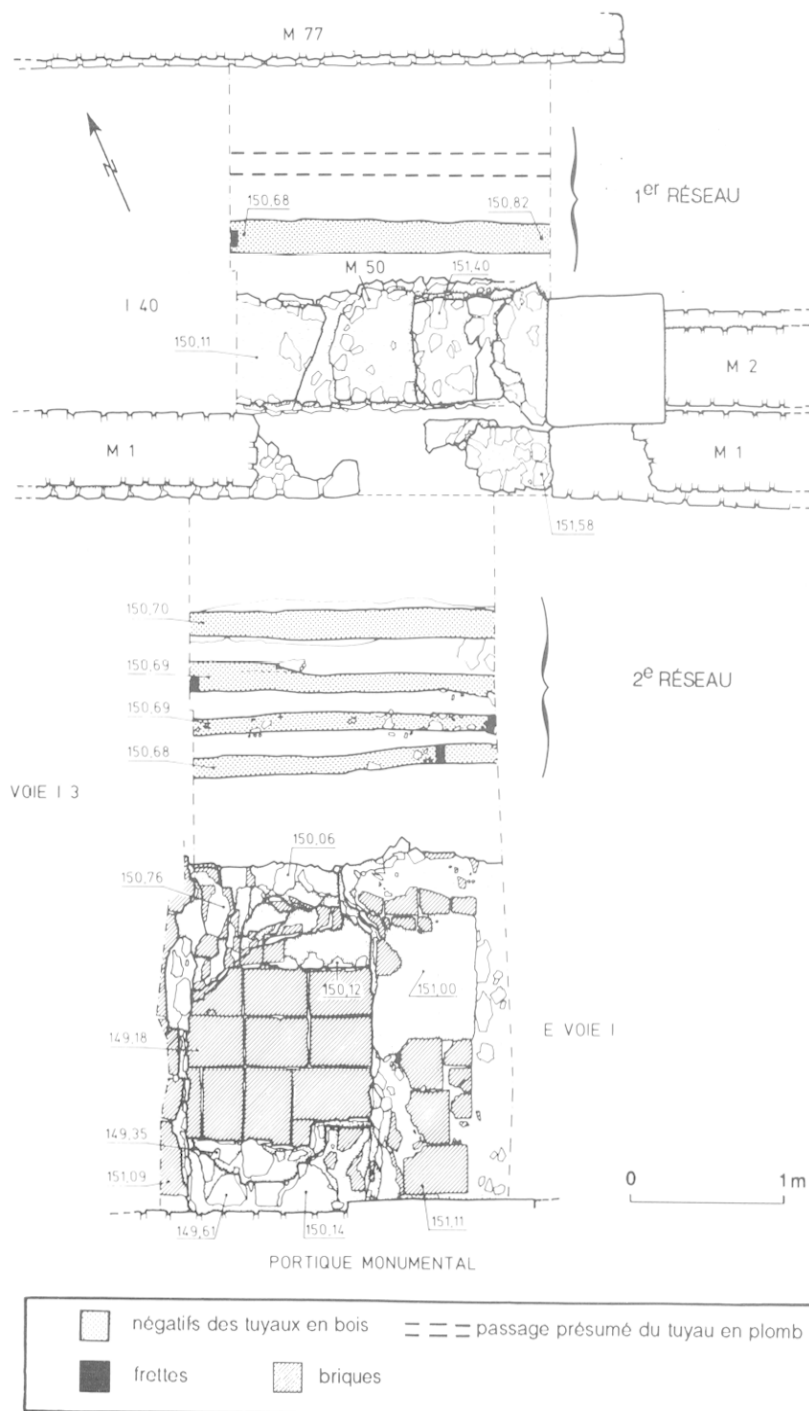 M 77
N
150,68
150,82
1er RÉSEAU
M 50
151,40
I 40
150,11
M 2
M 1
M 1
151,58
150,70
150,69
2e RÉSEAU
150,69
150,68
VOIE I 3
150,06
150,76
150,12
151,00
149,18
E VOIE I
149,35
151,09
0 1 m
149,61
150,14
151,11
PORTIQUE MONUMENTAL
négatifs des tuyaux en bois
passage présumé du tuyau en plomb
frettes
briques